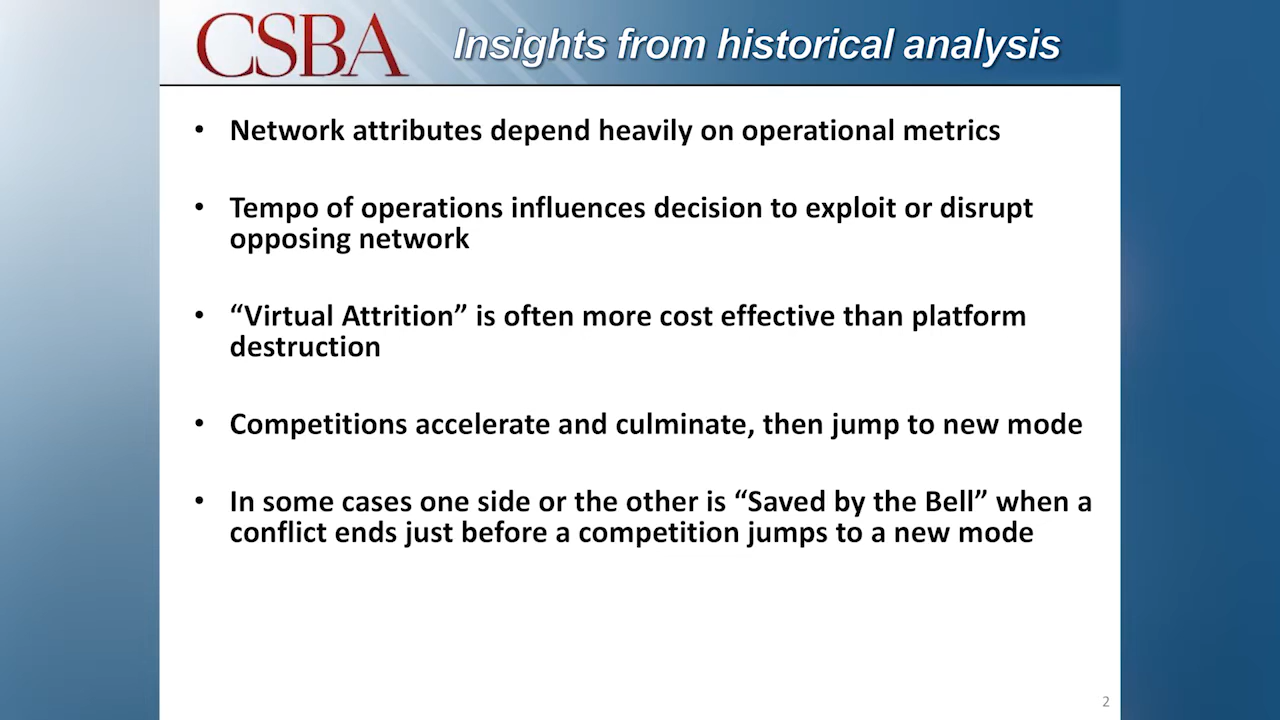 CSBA
Insights from historical analysis
• Network attributes depend heavily on operational metrics
• Tempo of operations influences decision to exploit or disrupt
opposing network
• “Virtual Attrition” is often more cost effective than platform
destruction
• Competitions accelerate and culminate, then jump to new mode
• In some cases one side or the other is “Saved by the Bell” when a
conflict ends just before a competition jumps to a new mode
2